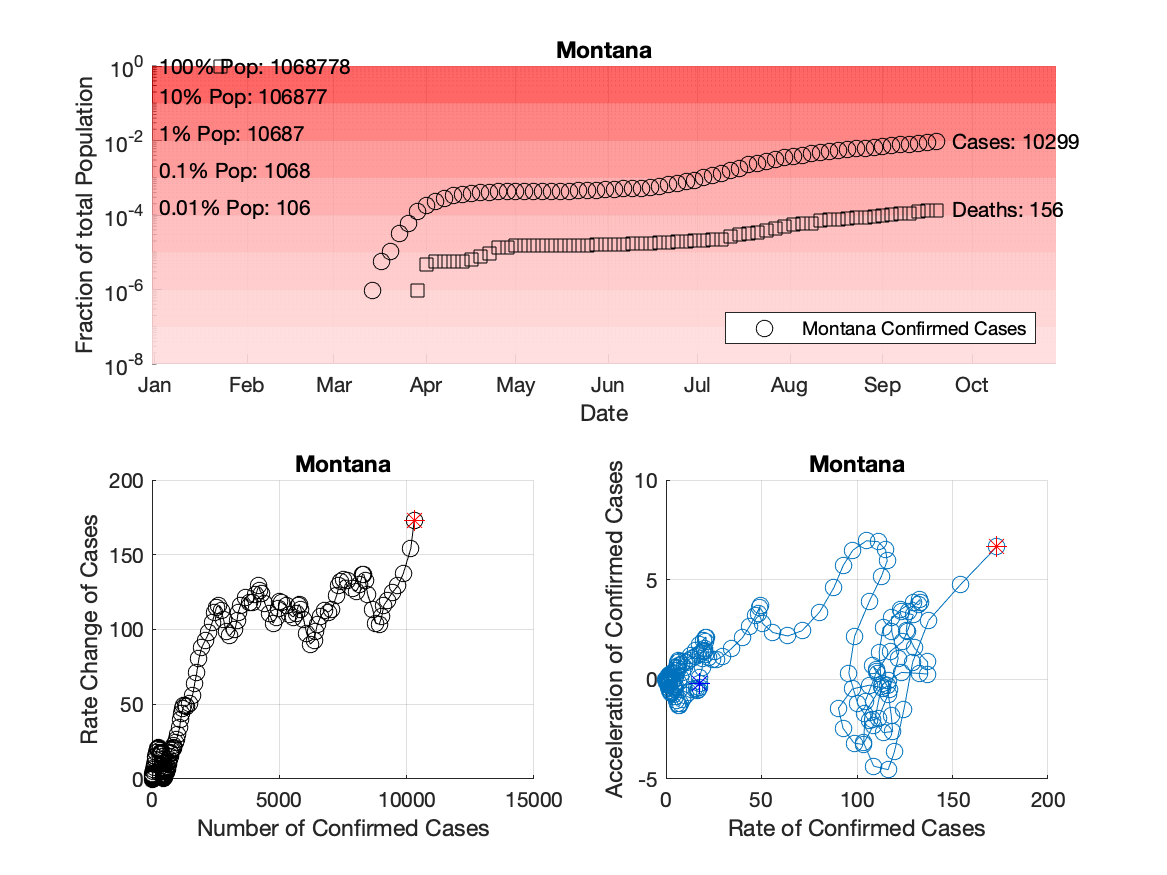 Montana
Fraction of total Population
10^0
10^-2
10^-4
10^-6
10^-8
100% Pop: 1068778
10% Pop: 106877
1% Pop: 10687
0.1% Pop: 1068
0.01% Pop: 106
Cases: 10299
Deaths: 156
Montana Confirmed Cases
Jan Feb Mar Apr May Jun Jul Aug Sep Oct
Date
Montana
Rate Change of Cases
200
150
100
50
0
0 5000 10000 15000
Number of Confirmed Cases
Montana
Acceleration of Confirmed Cases
10
5
0
-5
0 50 100 150 200
Rate of Confirmed Cases